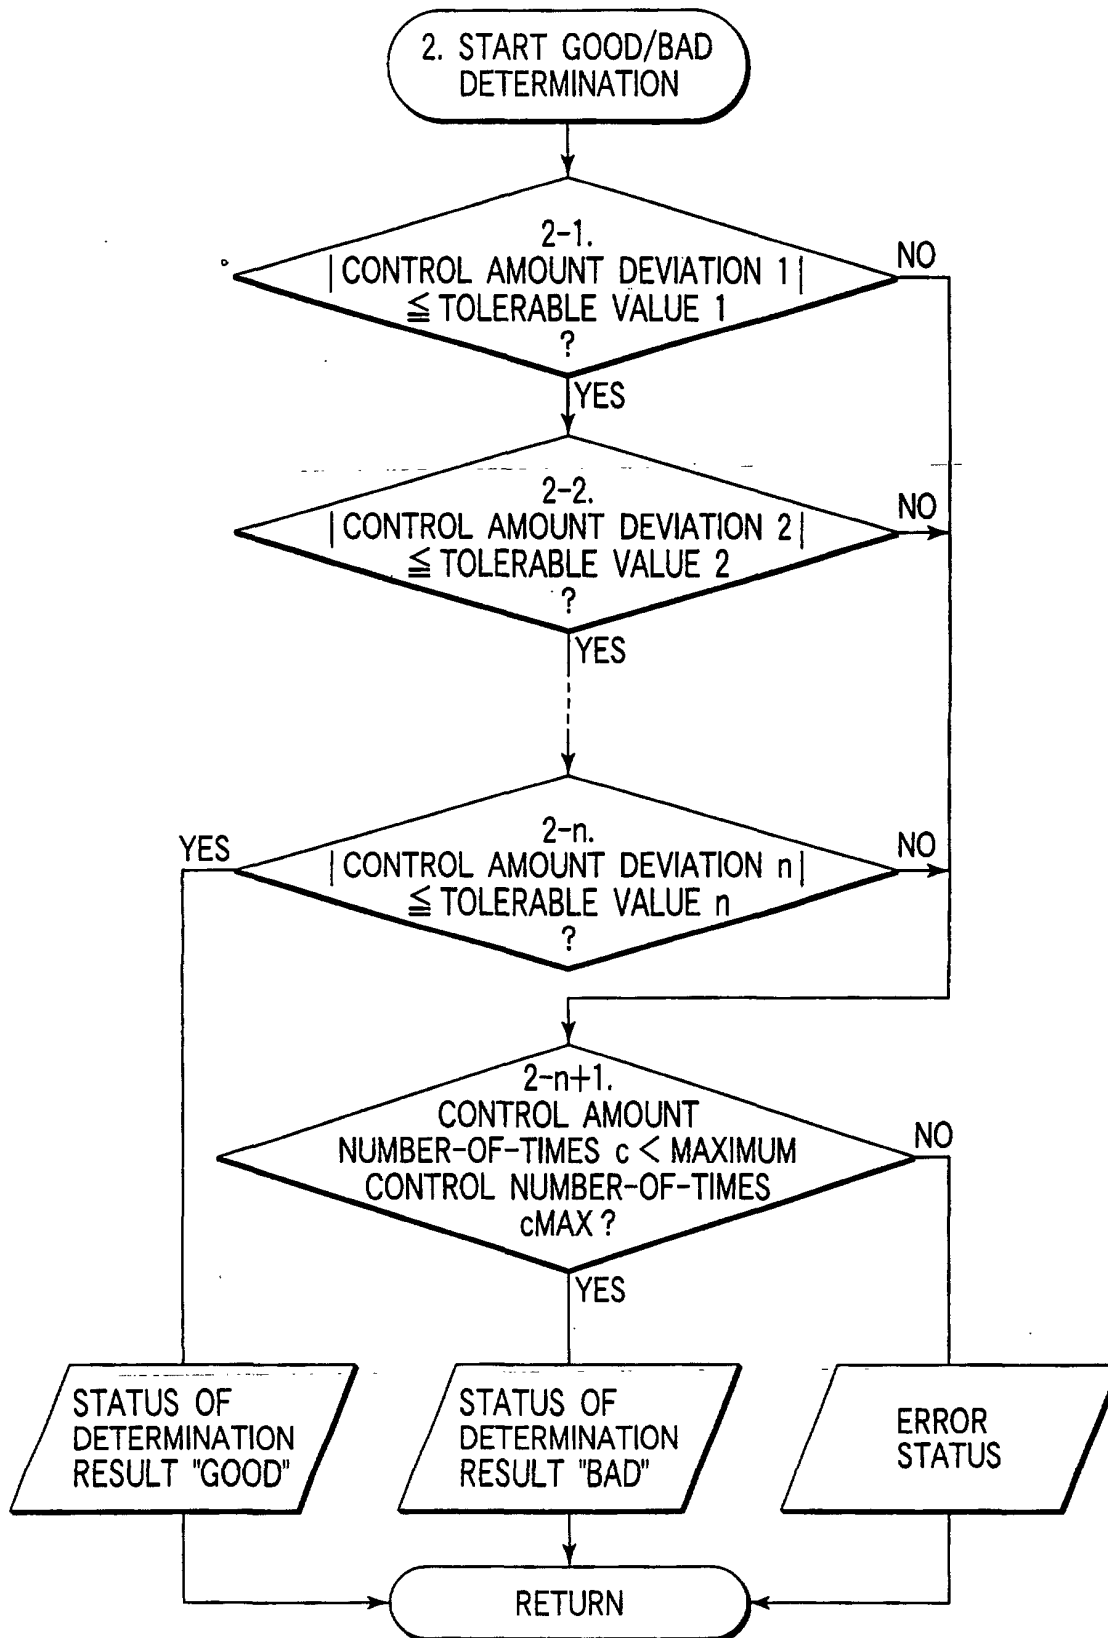 2. START GOOD/BAD
DETERMINATION
2-1.
|CONTROL AMOUNT DEVIATION 1|
≦ TOLERABLE VALUE 1
?
NO
YES
2-2.
|CONTROL AMOUNT DEVIATION 2|
≦ TOLERABLE VALUE 2
?
NO
YES
2-n.
|CONTROL AMOUNT DEVIATION n|
≦ TOLERABLE VALUE n
?
YES
NO
2-n+1.
CONTROL AMOUNT
NUMBER-OF-TIMES c < MAXIMUM
CONTROL NUMBER-OF-TIMES
cMAX ?
NO
YES
STATUS OF
DETERMINATION
RESULT "GOOD"
STATUS OF
DETERMINATION
RESULT "BAD"
ERROR
STATUS
RETURN